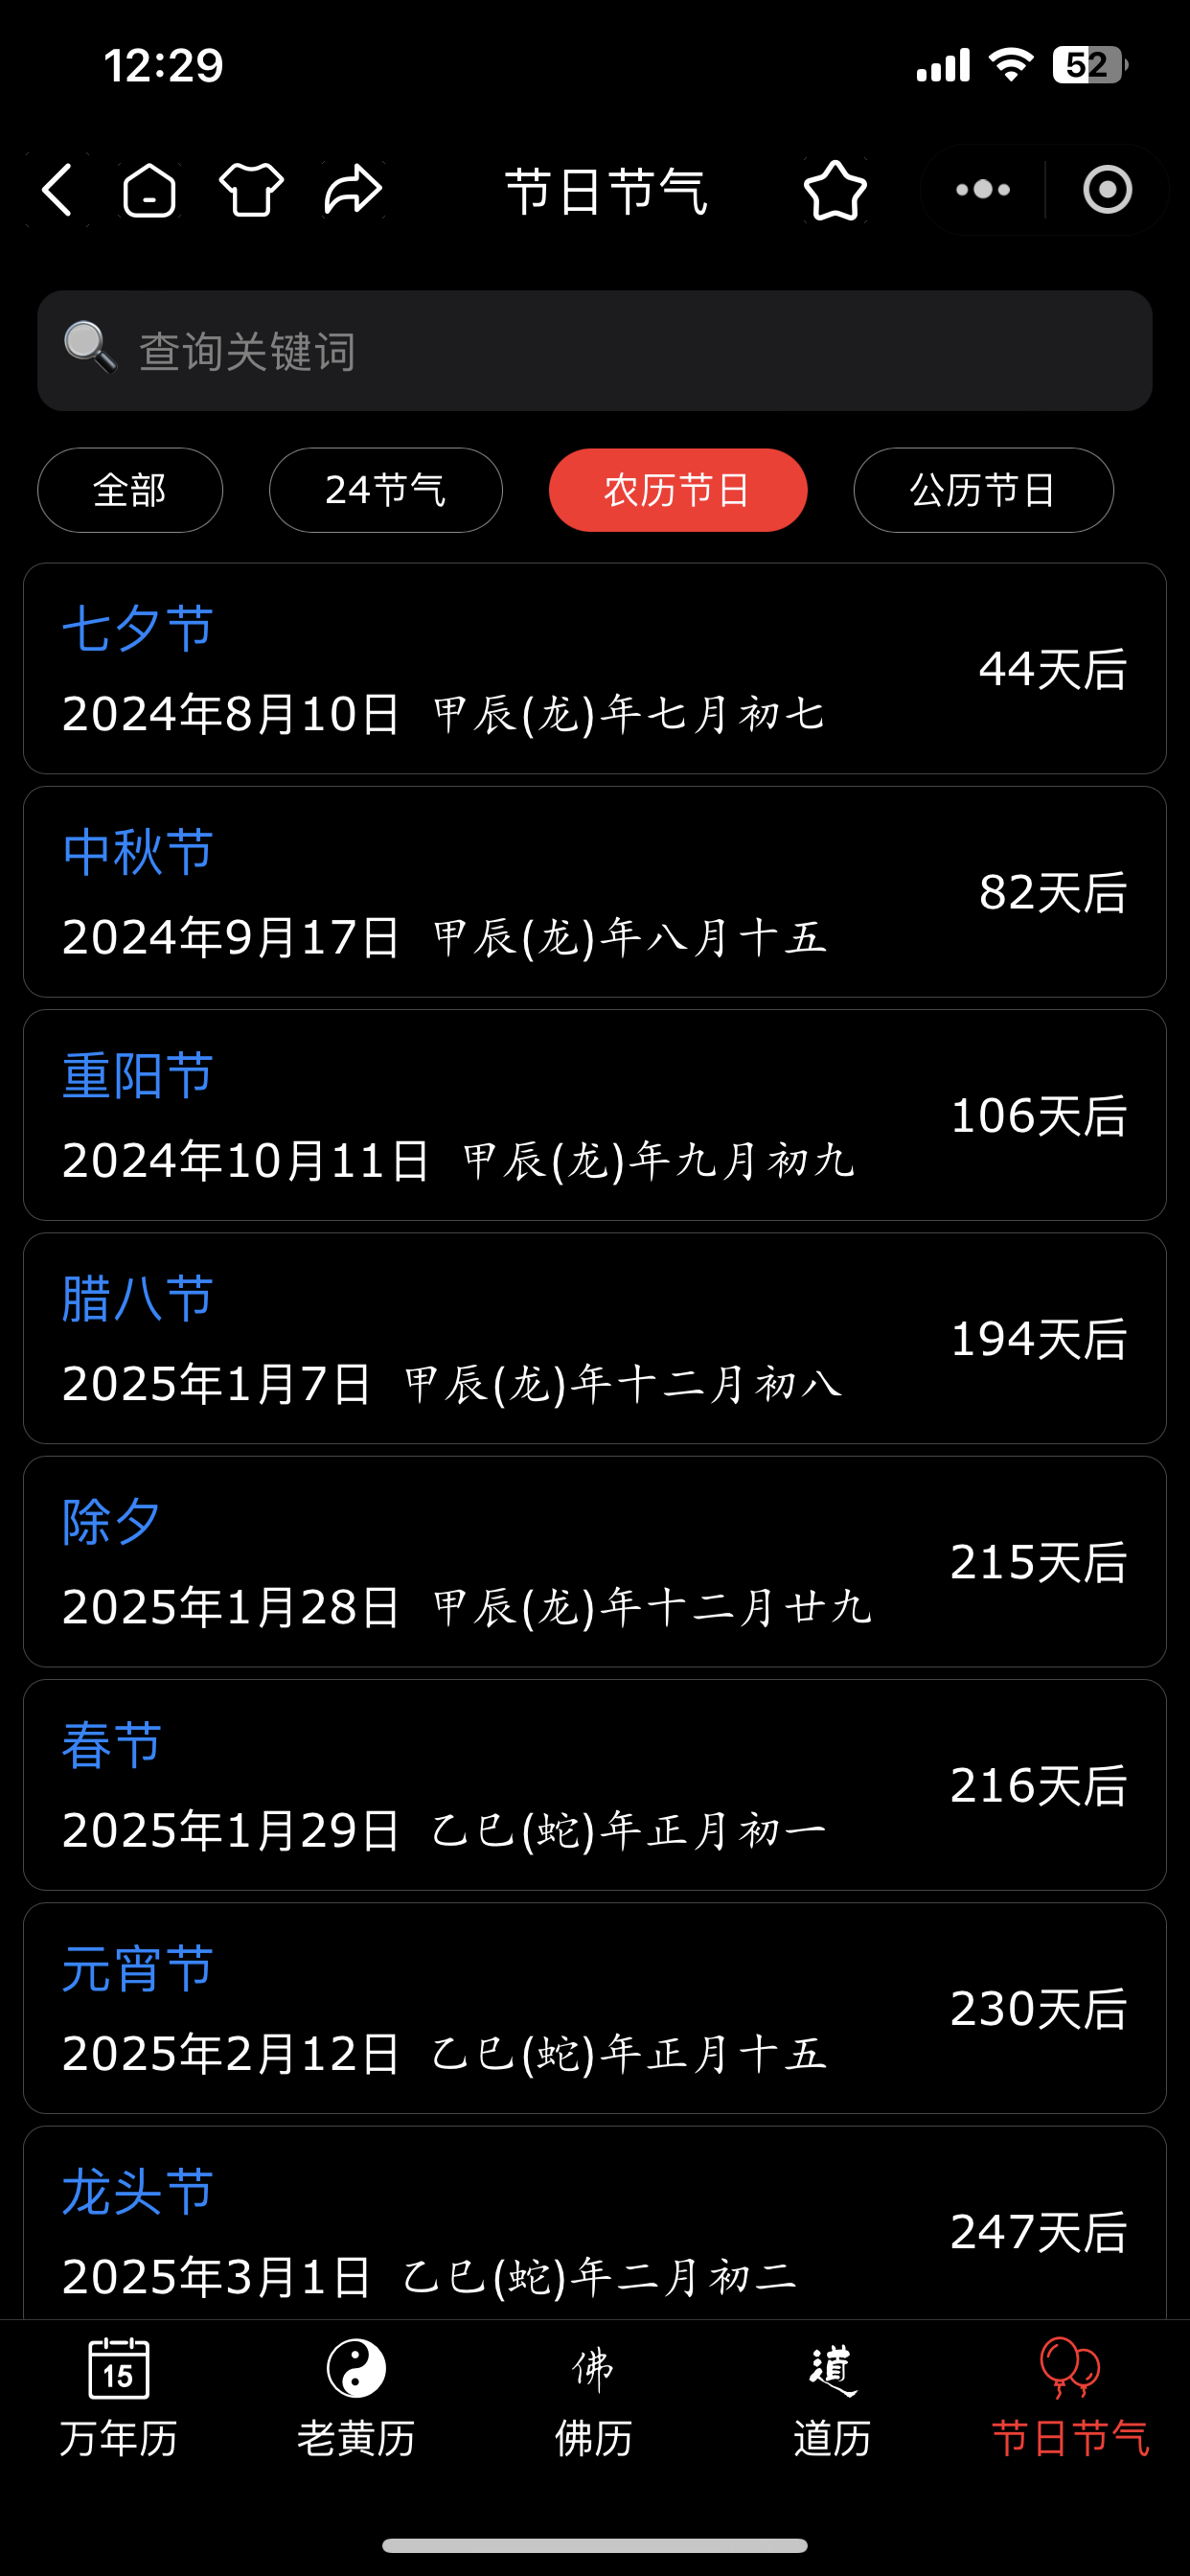 12:29
52
节日节气
查询关键词
全部
24节气
农历节日
公历节日
七夕节
2024年8月10日 甲辰(龙)年七月初七
44天后
中秋节
2024年9月17日 甲辰(龙)年八月十五
82天后
重阳节
2024年10月11日 甲辰(龙)年九月初九
106天后
腊八节
2025年1月7日 甲辰(龙)年十二月初八
194天后
除夕
2025年1月28日 甲辰(龙)年十二月廿九
215天后
春节
2025年1月29日 乙巳(蛇)年正月初一
216天后
元宵节
2025年2月12日 乙巳(蛇)年正月十五
230天后
龙头节
2025年3月1日 乙巳(蛇)年二月初二
247天后
15
佛
道
万年历
老黄历
佛历
道历
节日节气